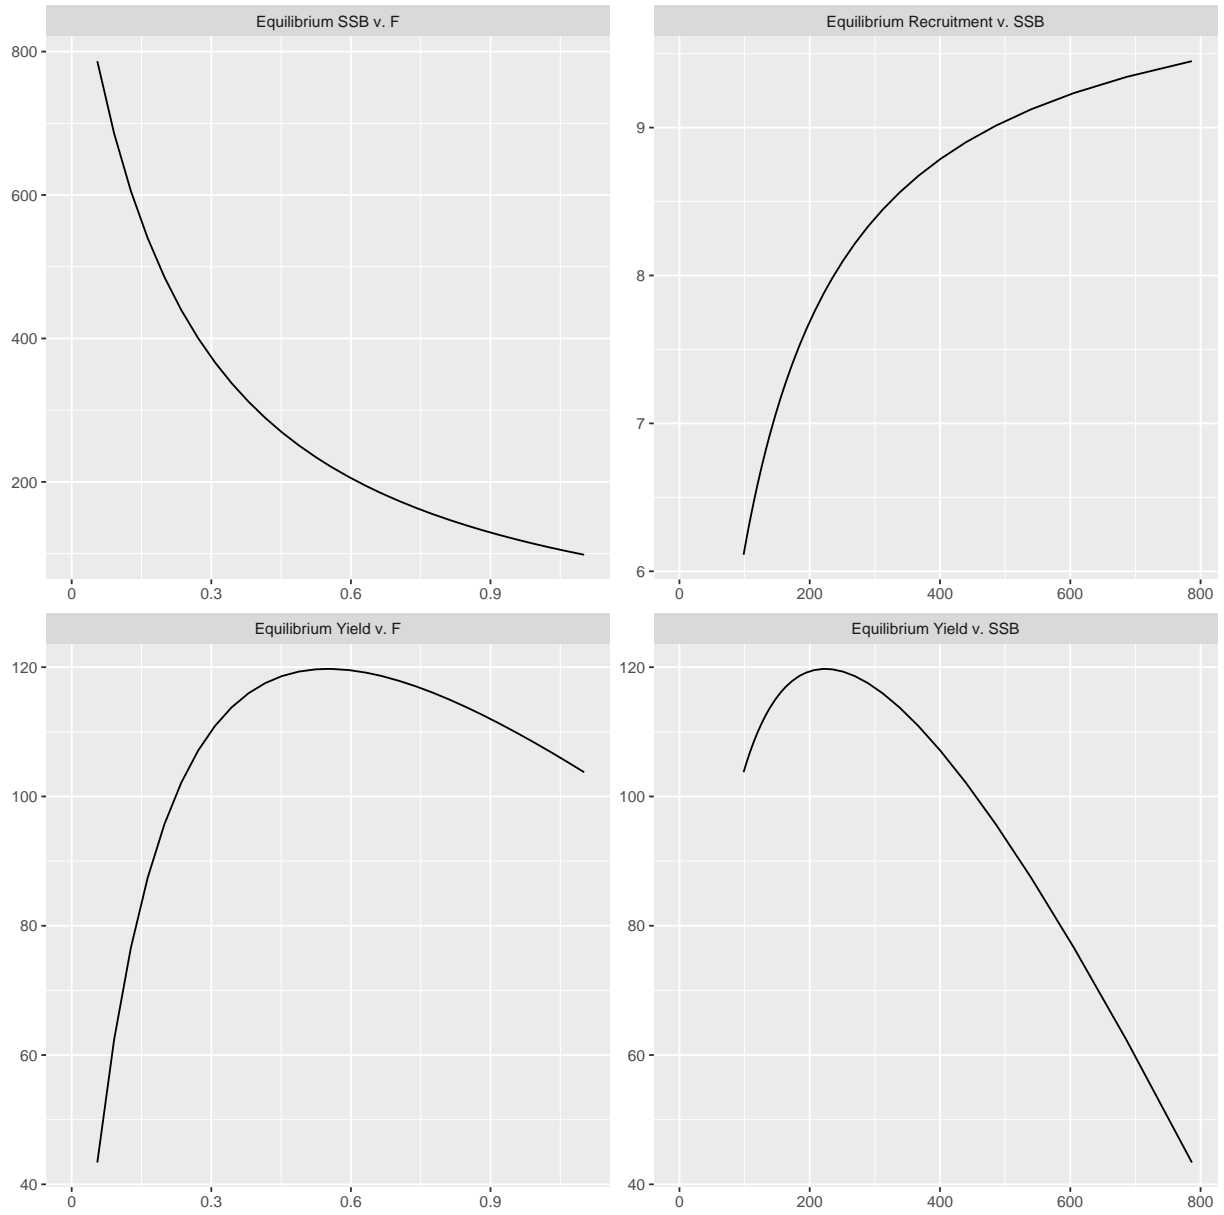 Equilibrium SSB v. F
800
600
400
200
0 0.3 0.6 0.9
Equilibrium Recruitment v. SSB
9
8
7
6
0 200 400 600 800
Equilibrium Yield v. F
120
100
80
60
40
0 0.3 0.6 0.9
Equilibrium Yield v. SSB
120
100
80
60
40
0 200 400 600 800